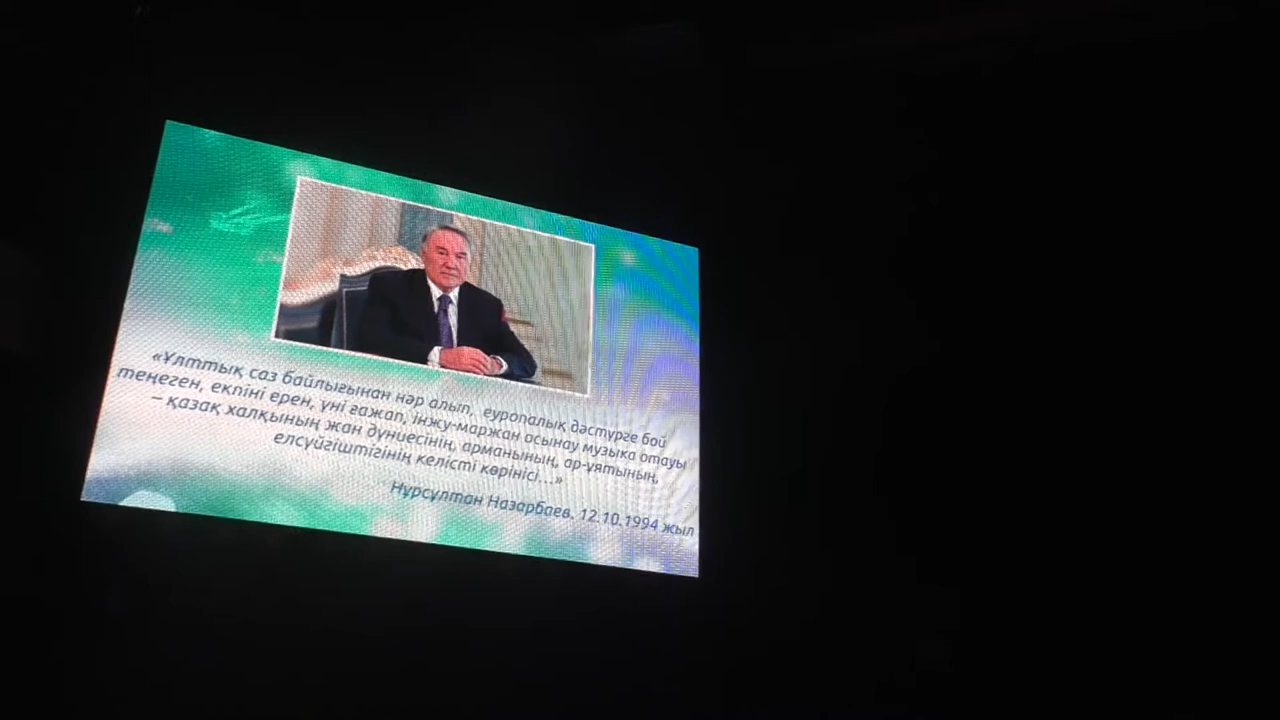 «Ұлттық саз байлығынан нәр алып, еуропалық дәстүрге бой
теңеген, екпіні ерен, үні ғажап, інжу-маржан осынау музыка отауы
– қазақ халқының жан дүниесінің, арманының, ар-ұятының,
елсүйгіштігінің келісті көрінісі...»
Нұрсұлтан Назарбаев. 12.10.1994 жыл